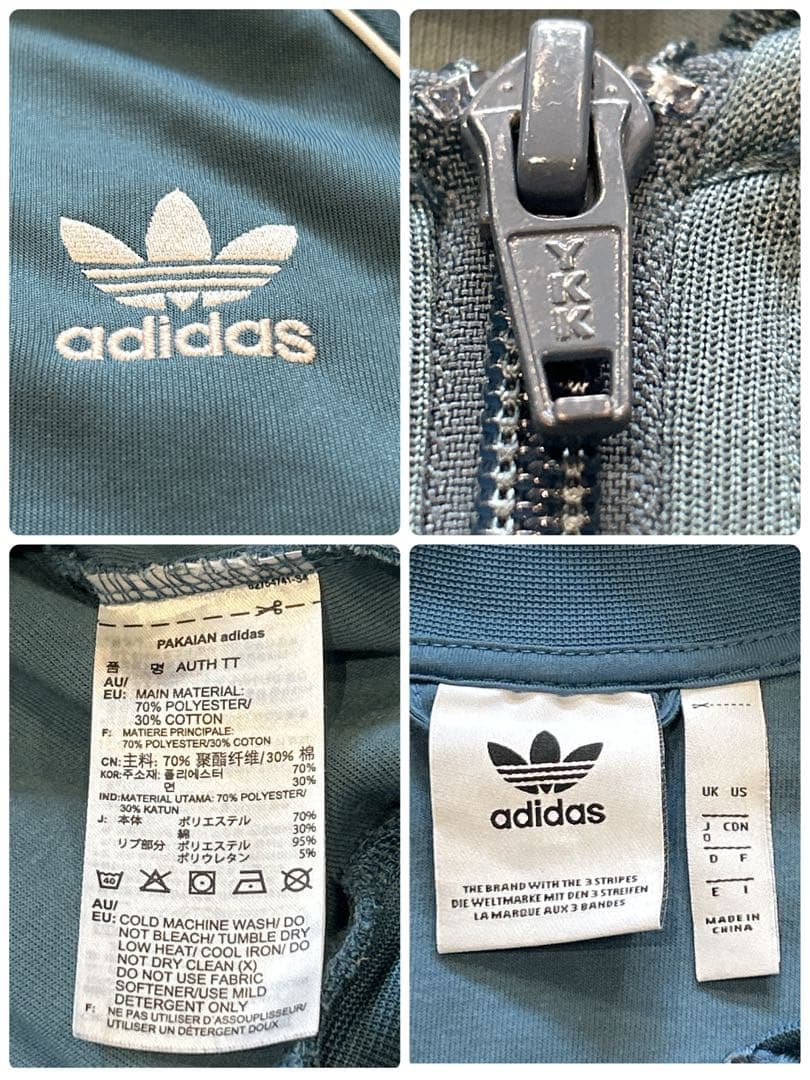 adidas
YKK
PAKAIAN adidas
품 명 AUTH TT
AU/
EU: MAIN MATERIAL:
70% POLYESTER/
30% COTTON
F: MATIERE PRINCIPALE:
70% POLYESTER/30% COTON
CN:主料: 70% 聚酯纤维/30% 棉
KOR:주소재: 폴리에스터 70%
면 30%
IND:MATERIAL UTAMA: 70% POLYESTER/
30% KATUN
J: 本体 ポリエステル 70%
綿 30%
リブ部分 ポリエステル 95%
ポリウレタン 5%
40
AU/
EU: COLD MACHINE WASH/ DO
NOT BLEACH/ TUMBLE DRY
LOW HEAT/ COOL IRON/ DO
NOT DRY CLEAN (X)
DO NOT USE FABRIC
SOFTENER/USE MILD
DETERGENT ONLY
F: NE PAS UTILISER D'ASSOUPLISSEUR/
UTILISER UN DÉTERGENT DOUX
adidas
THE BRAND WITH THE 3 STRIPES
DIE WELTMARKE MIT DEN 3 STREIFEN
LA MARQUE AUX 3 BANDES
UK US
J
O CDN
D F
E I
MADE IN
CHINA